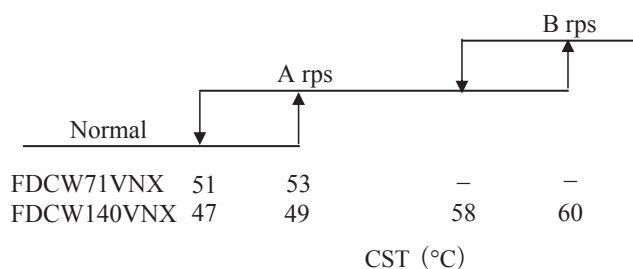 B rps
A rps
Normal
FDCW71VNX 51 53 – –
FDCW140VNX 47 49 58 60
CST (°C)